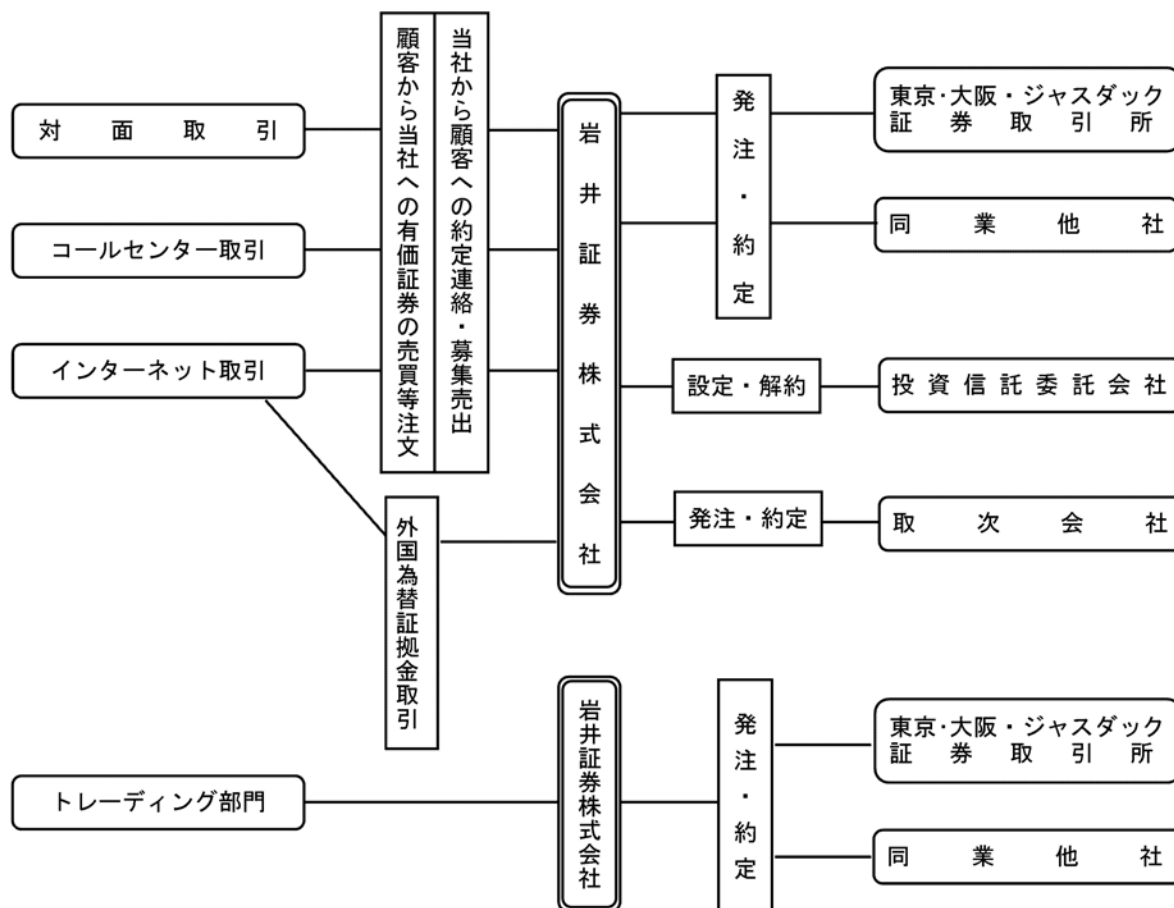 対面取引
コールセンター取引
インターネット取引
顧客から当社への有価証券の売買等注文
当社から顧客への約定連絡・募集売出
外国為替証拠金取引
岩井証券株式会社
発注・約定
東京・大阪・ジャスダック
証券取引所
同業他社
設定・解約
投資信託委託会社
発注・約定
取次会社
トレーディング部門
岩井証券株式会社
発注・約定
東京・大阪・ジャスダック
証券取引所
同業他社